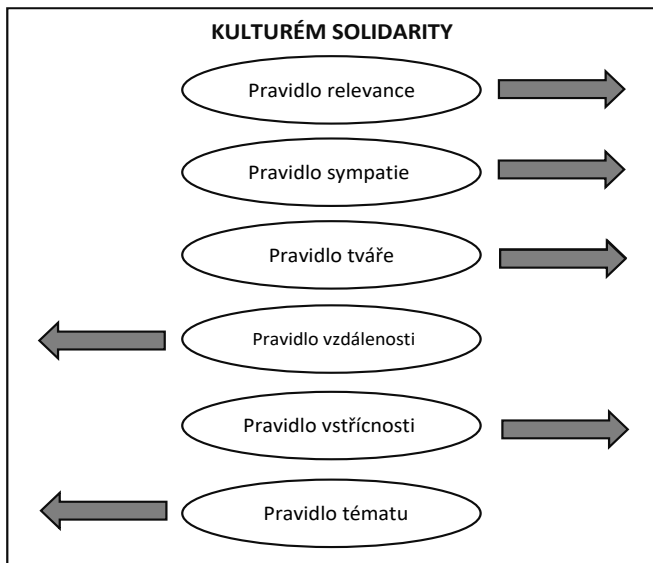 KULTURÉM SOLIDARITY
Pravidlo relevance
Pravidlo sympatie
Pravidlo tváře
Pravidlo vzdálenosti
Pravidlo vstřícnosti
Pravidlo tématu